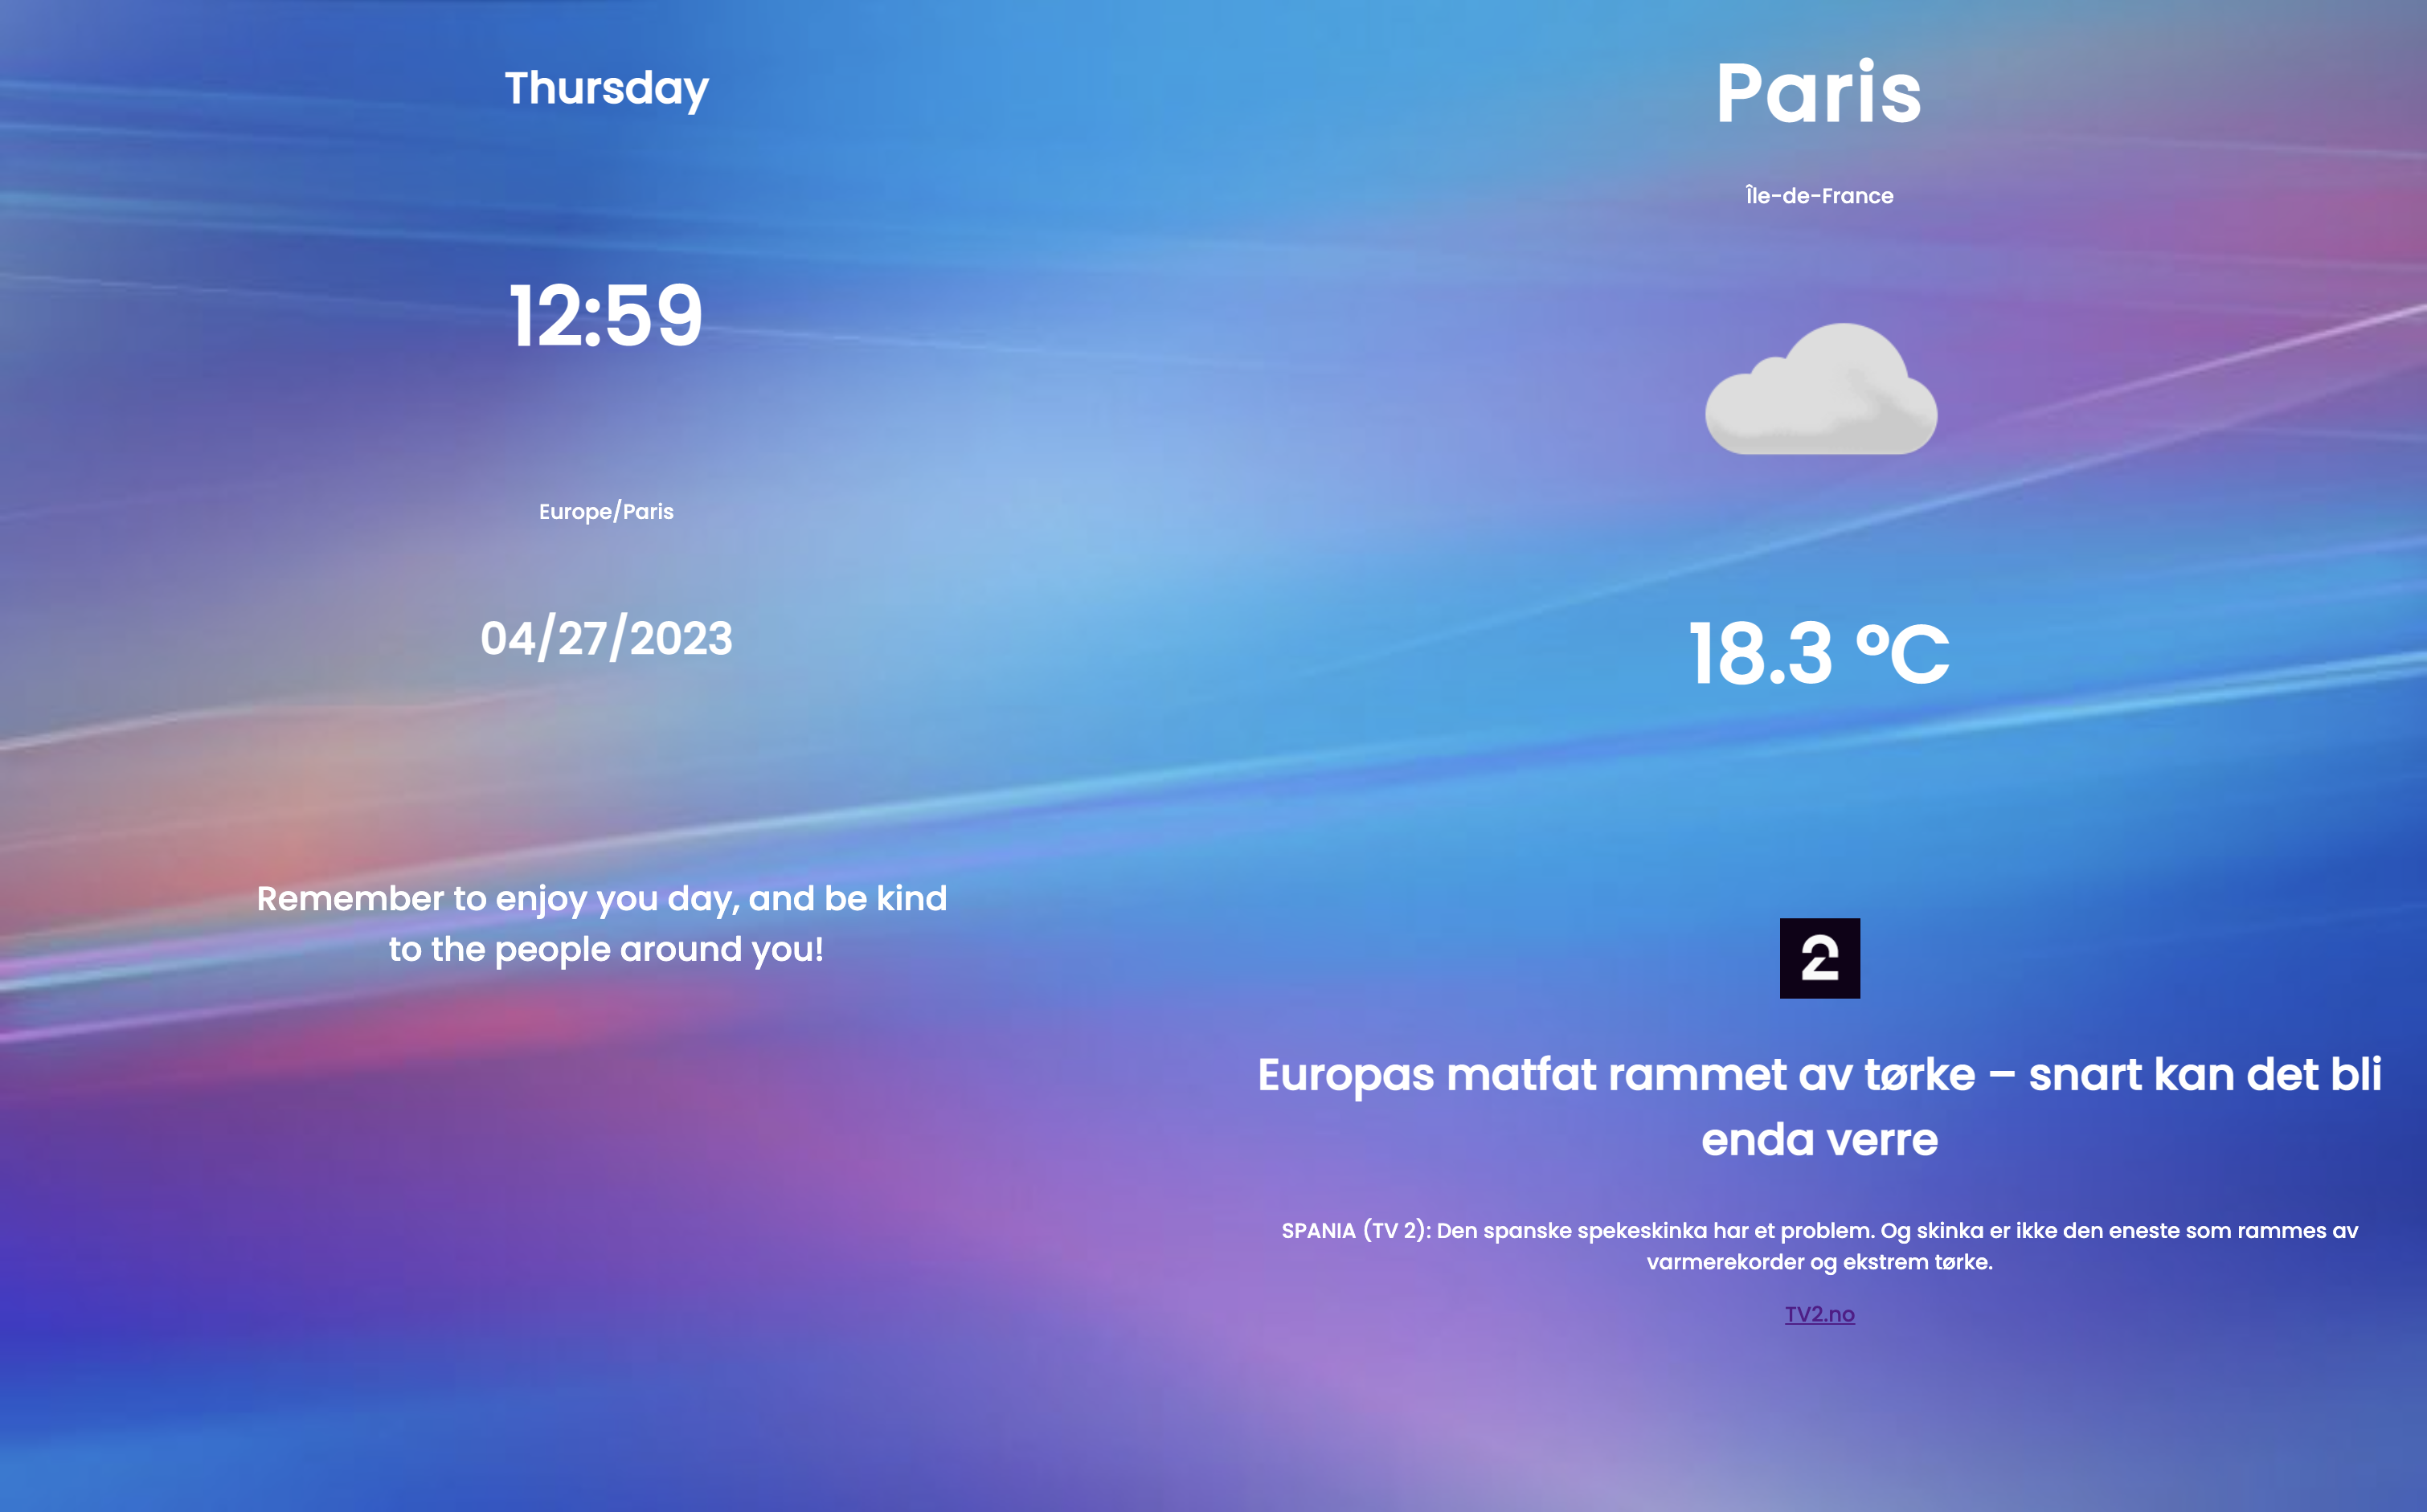 Thursday
12:59
Europe/Paris
04/27/2023
Remember to enjoy you day, and be kind
to the people around you!
Paris
Île-de-France
18.3 °C
2
Europas matfat rammet av tørke – snart kan det bli
enda verre
SPANIA (TV 2): Den spanske spekeskinka har et problem. Og skinka er ikke den eneste som rammes av
varmerekorder og ekstrem tørke.
TV2.no